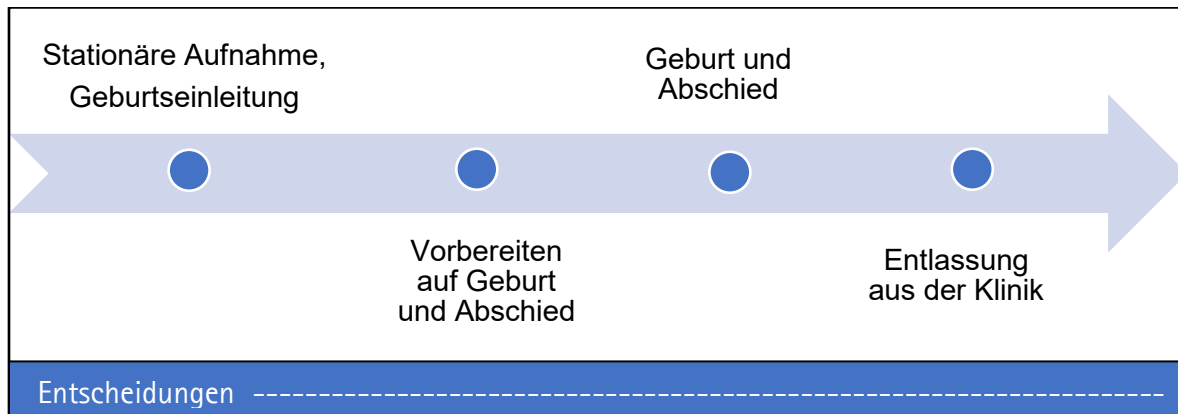 Stationäre Aufnahme,
Geburtseinleitung
Geburt und
Abschied
Vorbereiten
auf Geburt
und Abschied
Entlassung
aus der Klinik
Entscheidungen ----------------------------------------------------------------------